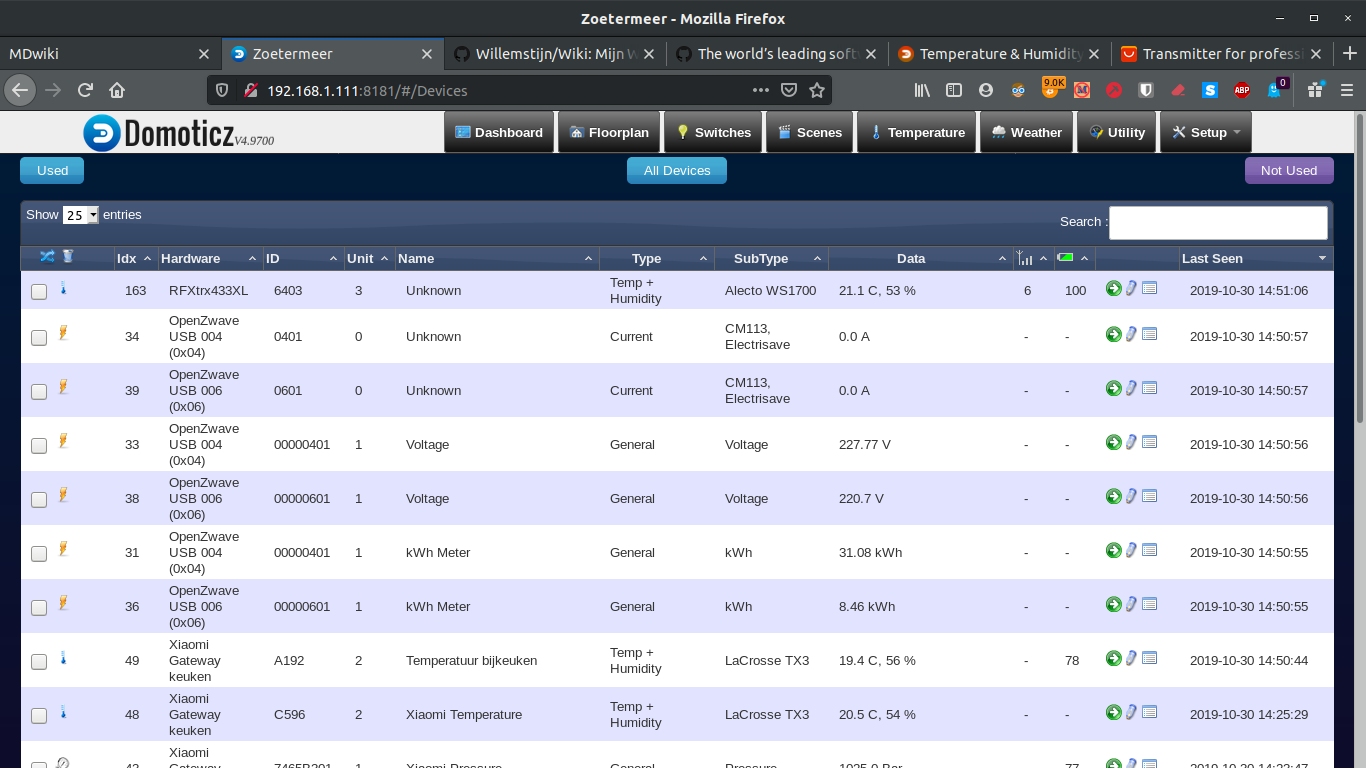 Zoetermeer - Mozilla Firefox
MDwiki Zoetermeer Willemstijn/Wiki: Mijn W The world's leading soft Temperature & Humidity Transmitter for professi
192.168.1.111:8181/#/Devices 9.0K ABP 0
Domoticz V4.9700 Dashboard Floorplan Switches Scenes Temperature Weather Utility Setup
Used All Devices Not Used
Show 25 entries Search :
Idx Hardware ID Unit Name Type SubType Data Last Seen
163 RFXtrx433XL 6403 3 Unknown Temp + Humidity Alecto WS1700 21.1 C, 53 % 6 100 2019-10-30 14:51:06
34 OpenZwave USB 004 (0x04) 0401 0 Unknown Current CM113, Electrisave 0.0 A - - 2019-10-30 14:50:57
39 OpenZwave USB 006 (0x06) 0601 0 Unknown Current CM113, Electrisave 0.0 A - - 2019-10-30 14:50:57
33 OpenZwave USB 004 (0x04) 00000401 1 Voltage General Voltage 227.77 V - - 2019-10-30 14:50:56
38 OpenZwave USB 006 (0x06) 00000601 1 Voltage General Voltage 220.7 V - - 2019-10-30 14:50:56
31 OpenZwave USB 004 (0x04) 00000401 1 kWh Meter General kWh 31.08 kWh - - 2019-10-30 14:50:55
36 OpenZwave USB 006 (0x06) 00000601 1 kWh Meter General kWh 8.46 kWh - - 2019-10-30 14:50:55
49 Xiaomi Gateway keuken A192 2 Temperatuur bijkeuken Temp + Humidity LaCrosse TX3 19.4 C, 56 % - 78 2019-10-30 14:50:44
48 Xiaomi Gateway keuken C596 2 Xiaomi Temperature Temp + Humidity LaCrosse TX3 20.5 C, 54 % - - 2019-10-30 14:25:29
Xiaomi Gateway 1 Xiaomi Pressure General Pressure - 77